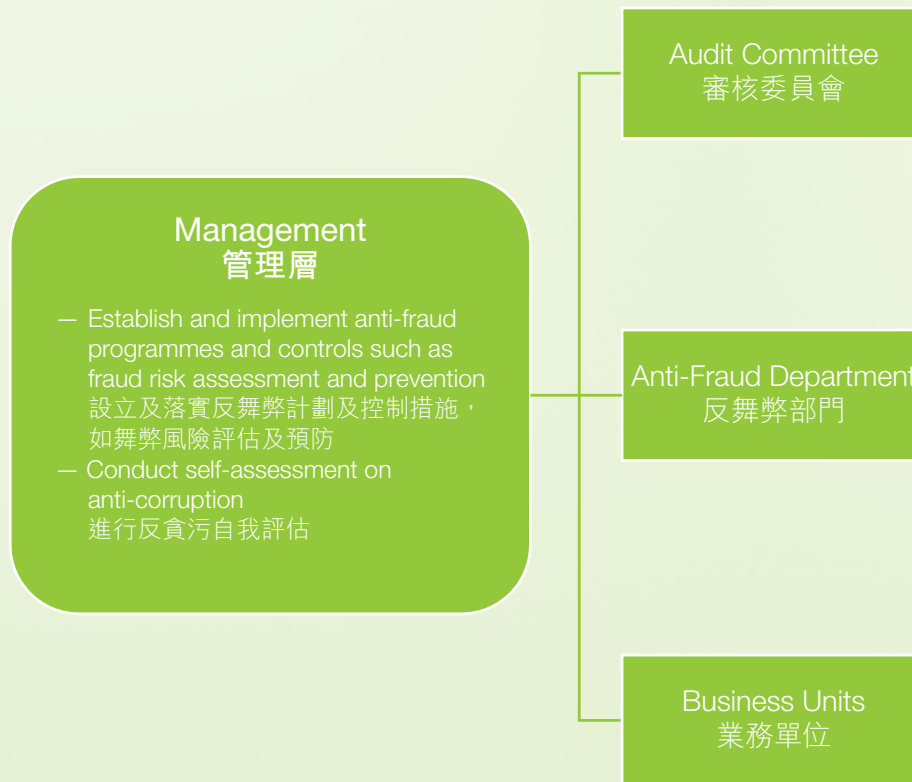 Management
管理層
— Establish and implement anti-fraud
programmes and controls such as
fraud risk assessment and prevention
設立及落實反舞弊計劃及控制措施，
如舞弊風險評估及預防
— Conduct self-assessment on
anti-corruption
進行反貪污自我評估
Audit Committee
審核委員會
Anti-Fraud Department
反舞弊部門
Business Units
業務單位